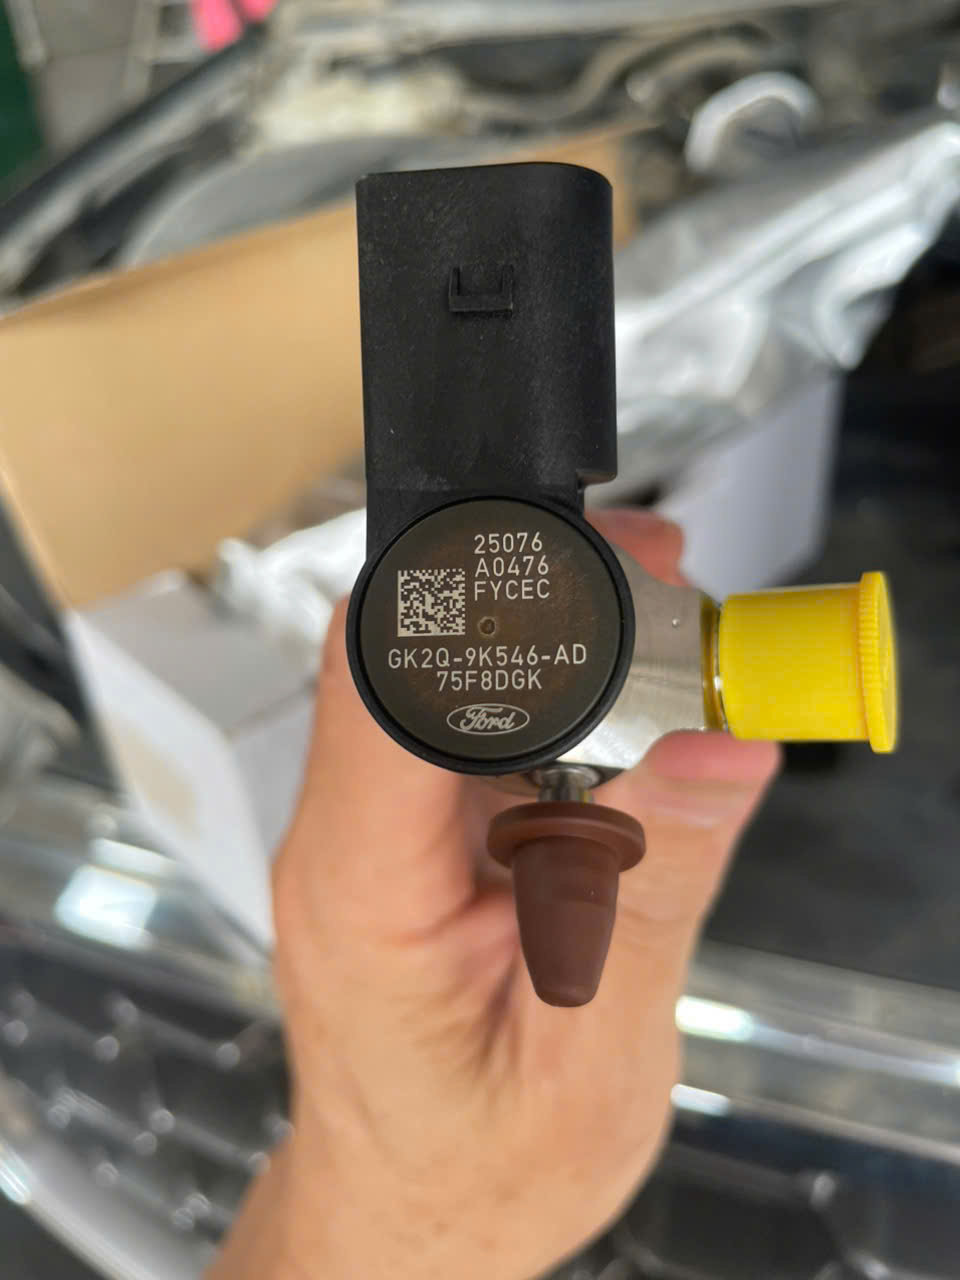 25076
A0476
FYCEC
GK2Q-9K546-AD
75F8DGK
Ford